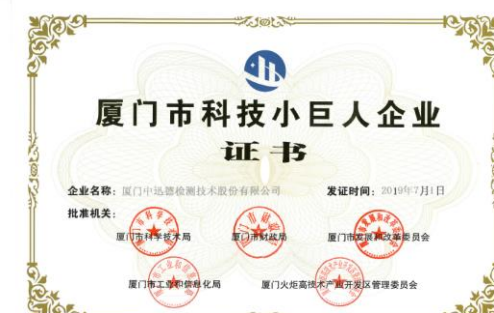 厦门市科技小巨人企业
证书
企业名称：厦门中迅德检测技术股份有限公司 发证时间：2019年7月1日
批准机关：
厦门市科学技术局 厦门市财政局 厦门市发展和改革委员会
厦门市工业和信息化局 厦门火炬高技术产业开发区管理委员会